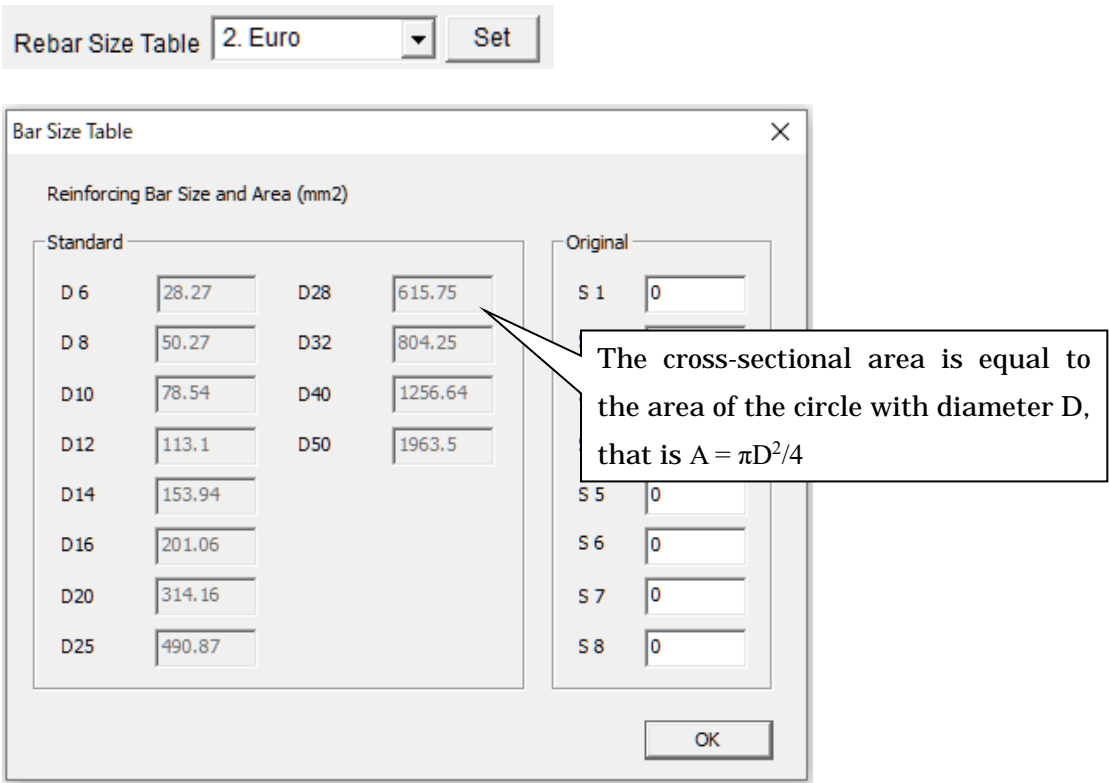 Rebar Size Table 2. Euro Set
Bar Size Table
Reinforcing Bar Size and Area (mm2)
Standard
Original
D 6 28.27 D28 615.75 S 1 0
D 8 50.27 D32 804.25
D10 78.54 D40 1256.64
D12 113.1 D50 1963.5
The cross-sectional area is equal to
the area of the circle with diameter D,
that is A = πD²/4
D14 153.94 S 5 0
D16 201.06 S 6 0
D20 314.16 S 7 0
D25 490.87 S 8 0
OK